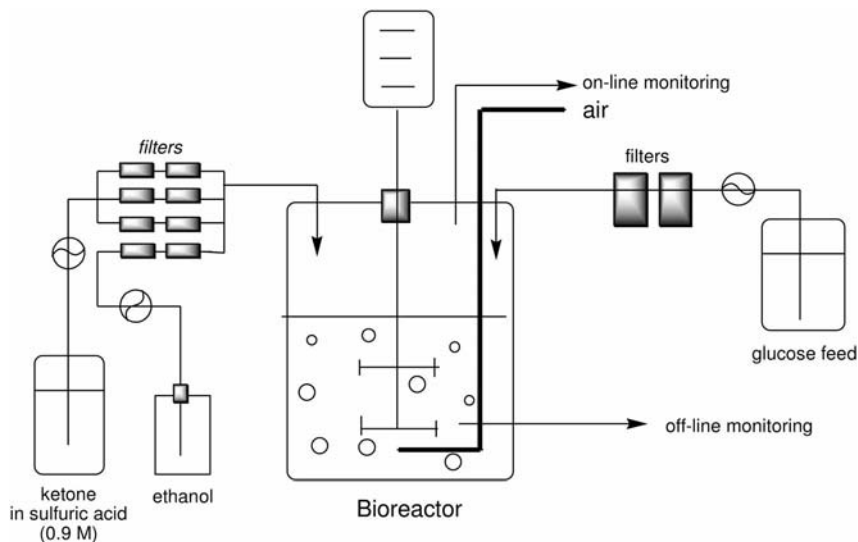 on-line monitoring
air
filters
filters
glucose feed
off-line monitoring
ketone
in sulfuric acid
(0.9 M)
ethanol
Bioreactor